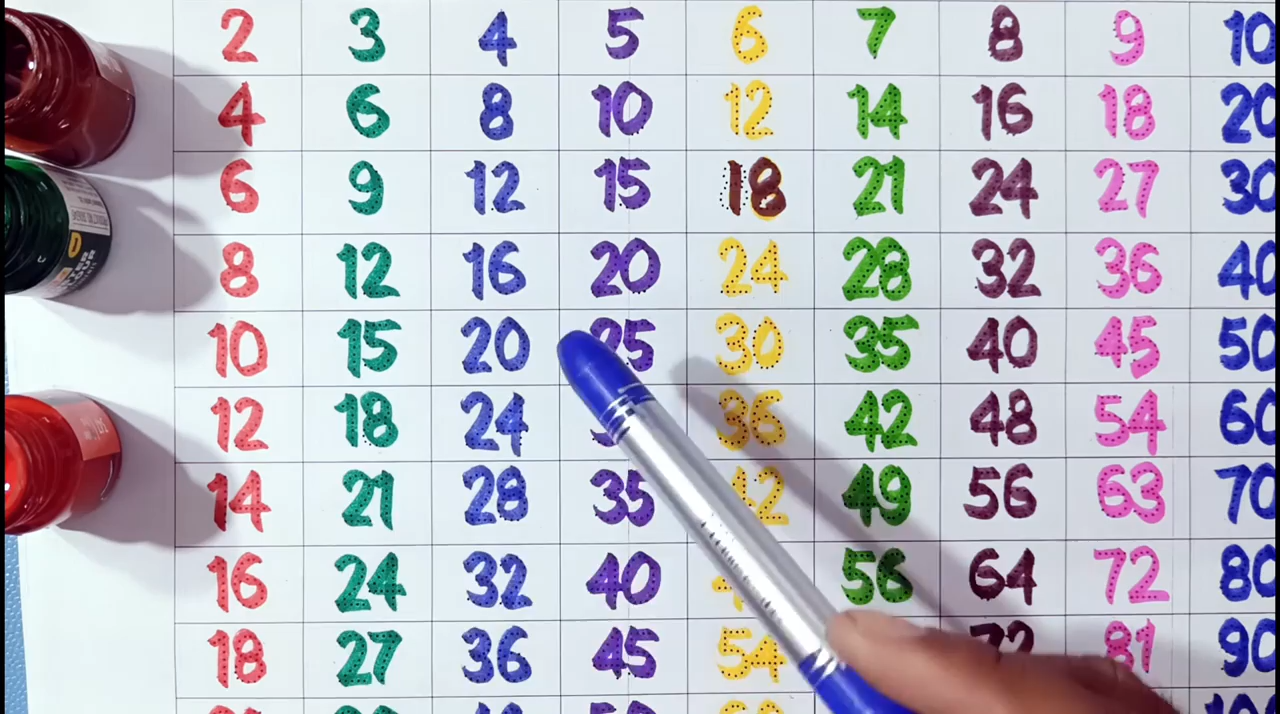 2 3 4 5 6 7 8 9 10
4 6 8 10 12 14 16 18 20
6 9 12 15 18 21 24 27 30
8 12 16 20 24 28 32 36 40
10 15 20 25 30 35 40 45 50
12 18 24 36 42 48 54 60
14 21 28 35 42 49 56 63 70
16 24 32 40 56 64 72 80
18 27 36 45 54 72 81 90